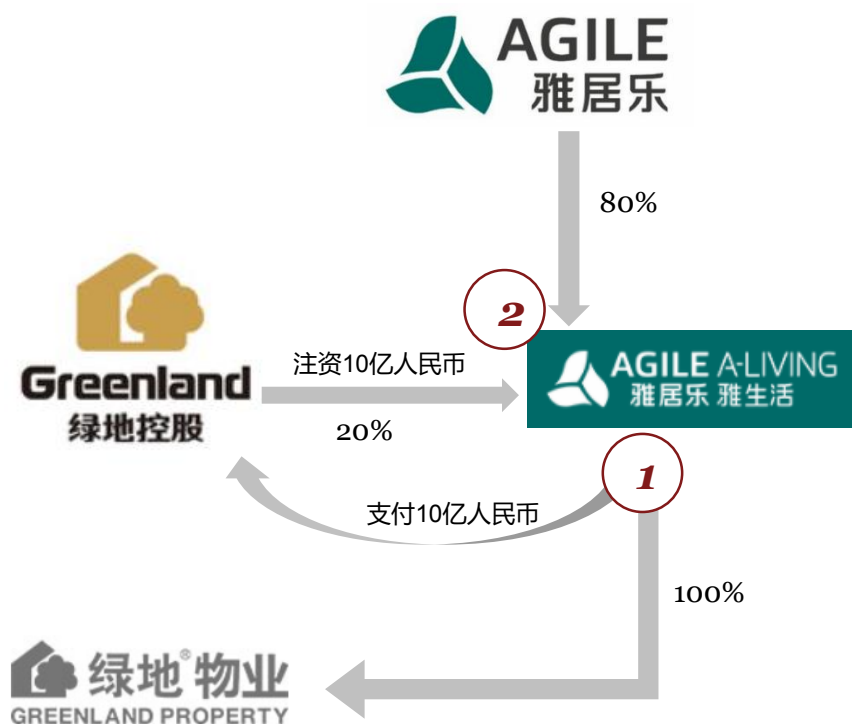 AGILE
雅居乐
80%
2
Greenland
绿地控股
注资10亿人民币
20%
AGILE A-LIVING
雅居乐 雅生活
1
支付10亿人民币
100%
绿地®物业
GREENLAND PROPERTY